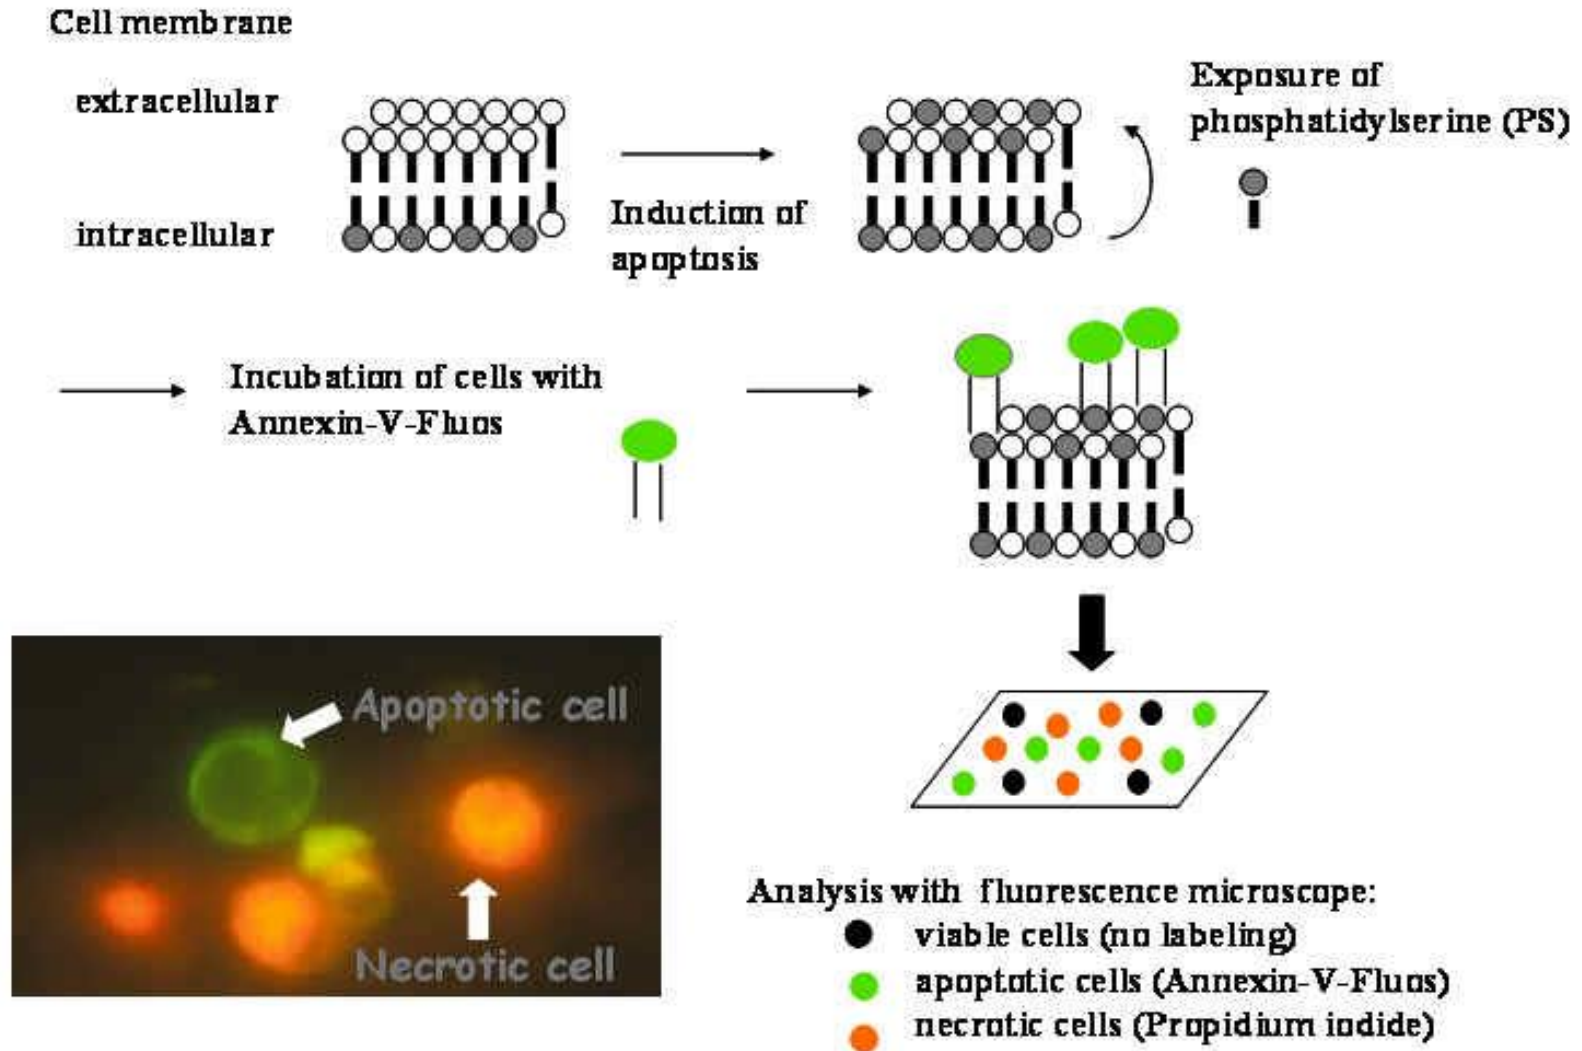 Cell membrane
extracellular
intracellular
Induction of
apoptosis
Exposure of
phosphatidylserine (PS)
Incubation of cells with
Annexin-V-Fluos
Apoptotic cell
Necrotic cell
Analysis with fluorescence microscope:
viable cells (no labeling)
apoptotic cells (Annexin-V-Fluos)
necrotic cells (Propidium iodide)